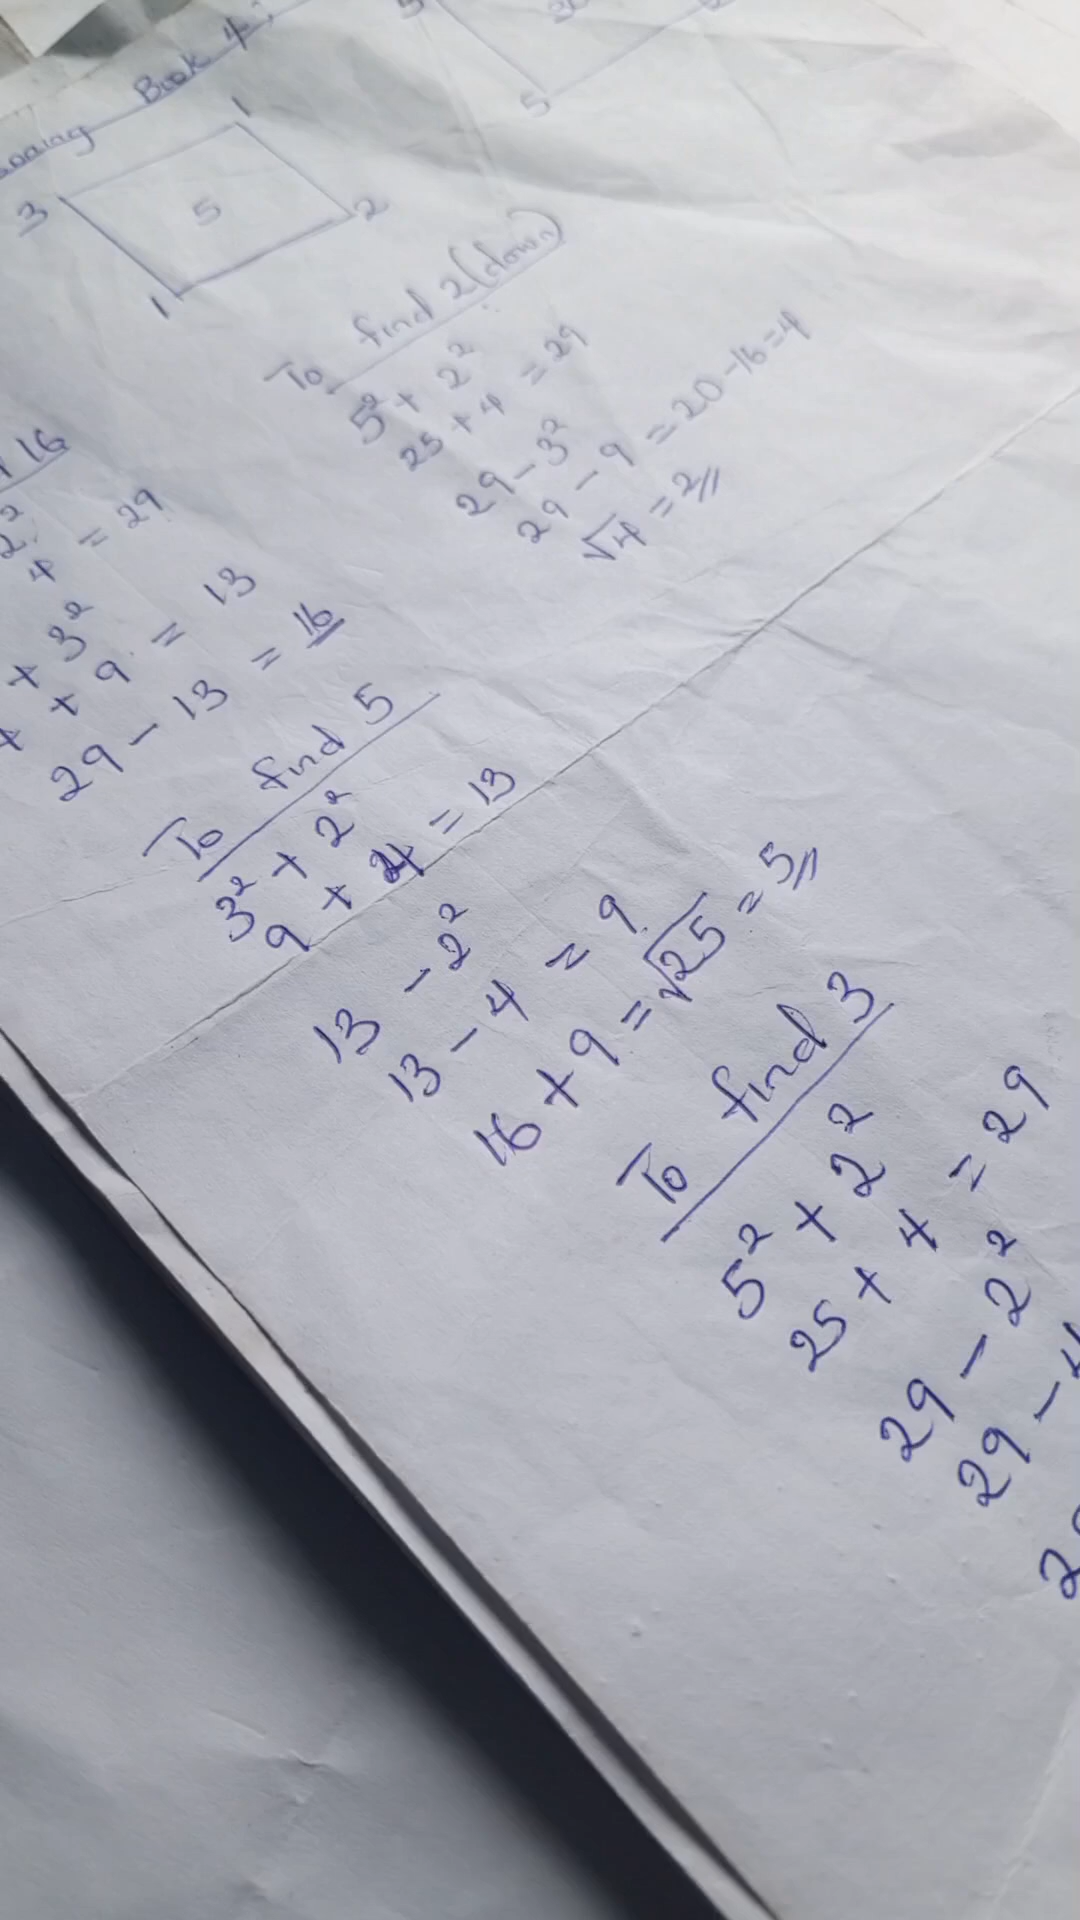 Book 4
1
3
5
2
1
5
To find 2 (down)
5² + 2²
25 + 4 = 29
29 - 3²
29 - 9 = 20 - 16 = 4
√4 = 2
16
2²
4 = 29
+ 3²
+ 9 = 13
29 - 13 = 16
To find 5
3² + 2²
9 + 4 = 13
13 - 2²
13 - 4 = 9
16 + 9 = √25 = 5
To find 3
5² + 2²
25 + 4 = 29
29 - 2²
29 - 4